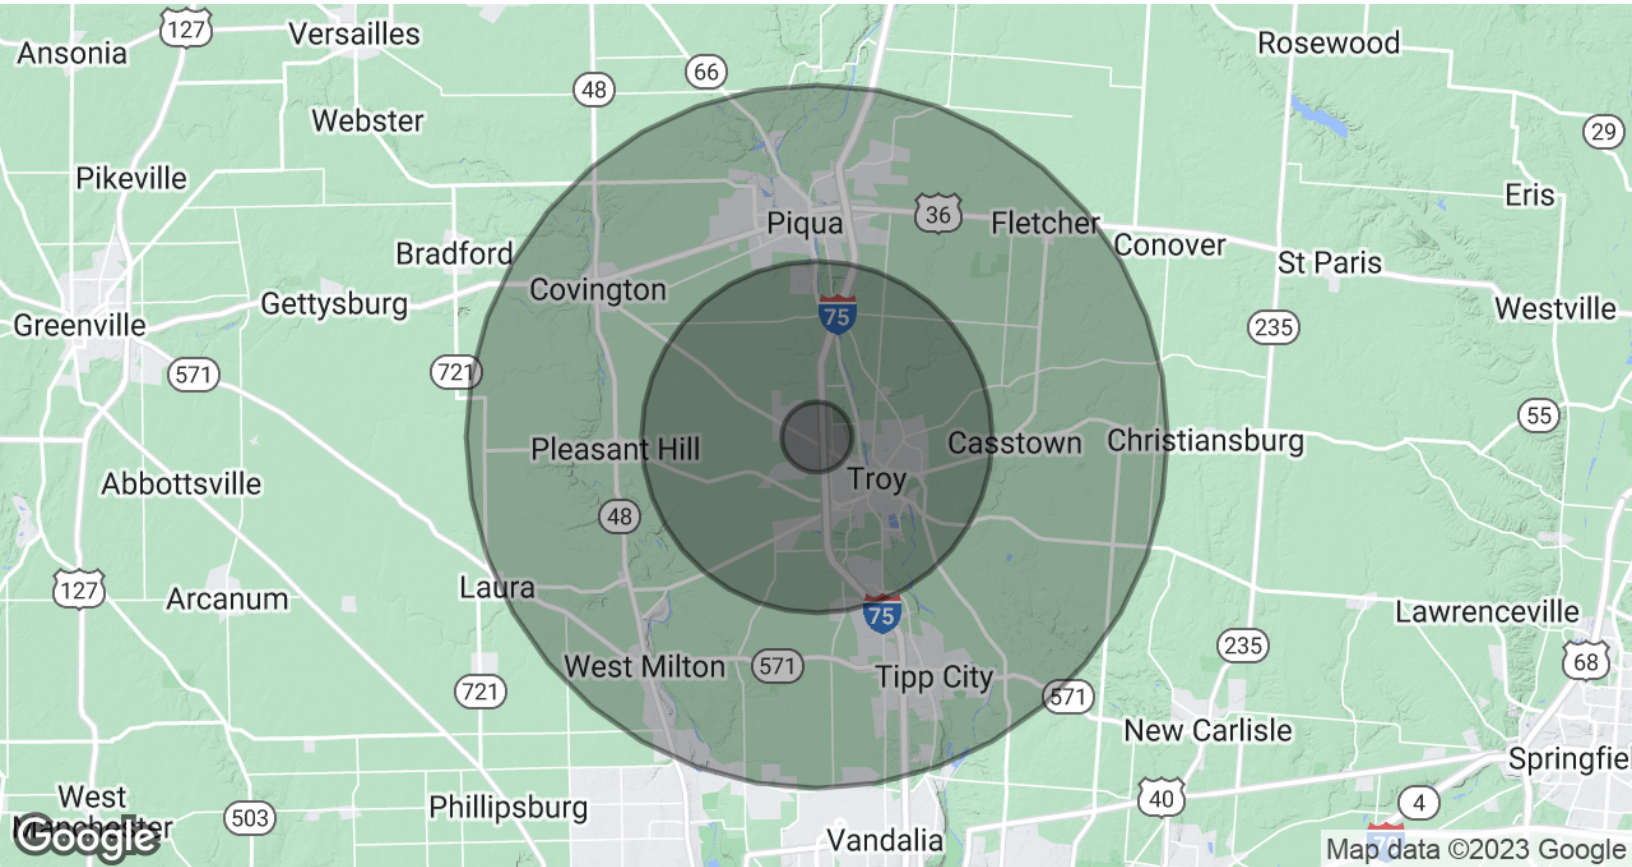 127
Versailles
Ansonia
Rosewood
66
48
Webster
29
Pikeville
Eris
36
Piqua
Fletcher
Conover
Bradford
St Paris
Covington
Gettysburg
Westville
75
Greenville
235
721
571
55
Pleasant Hill
Casstown
Christiansburg
Troy
Abbottsville
48
Laura
127
Arcanum
75
Lawrenceville
235
68
West Milton
571
Tipp City
721
571
New Carlisle
Springfiel
West
Manchester
40
4
Phillipsburg
503
Google
Vandalia
70
Map data ©2023 Google